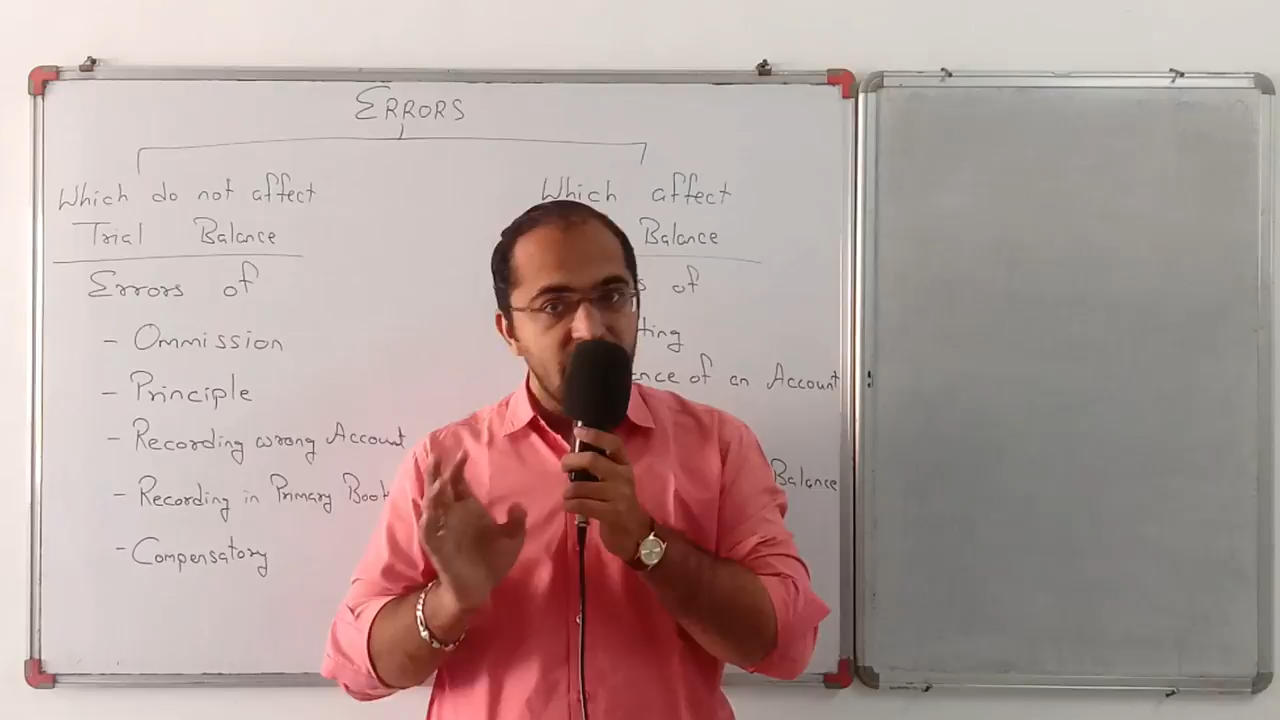 ERRORS
Which do not affect
Trial Balance
Errors of
- Ommission
- Principle
- Recording wrong Account
- Recording in Primary Book
- Compensatory
Which affect
Balance
of
ting
nce of an Account
Balance